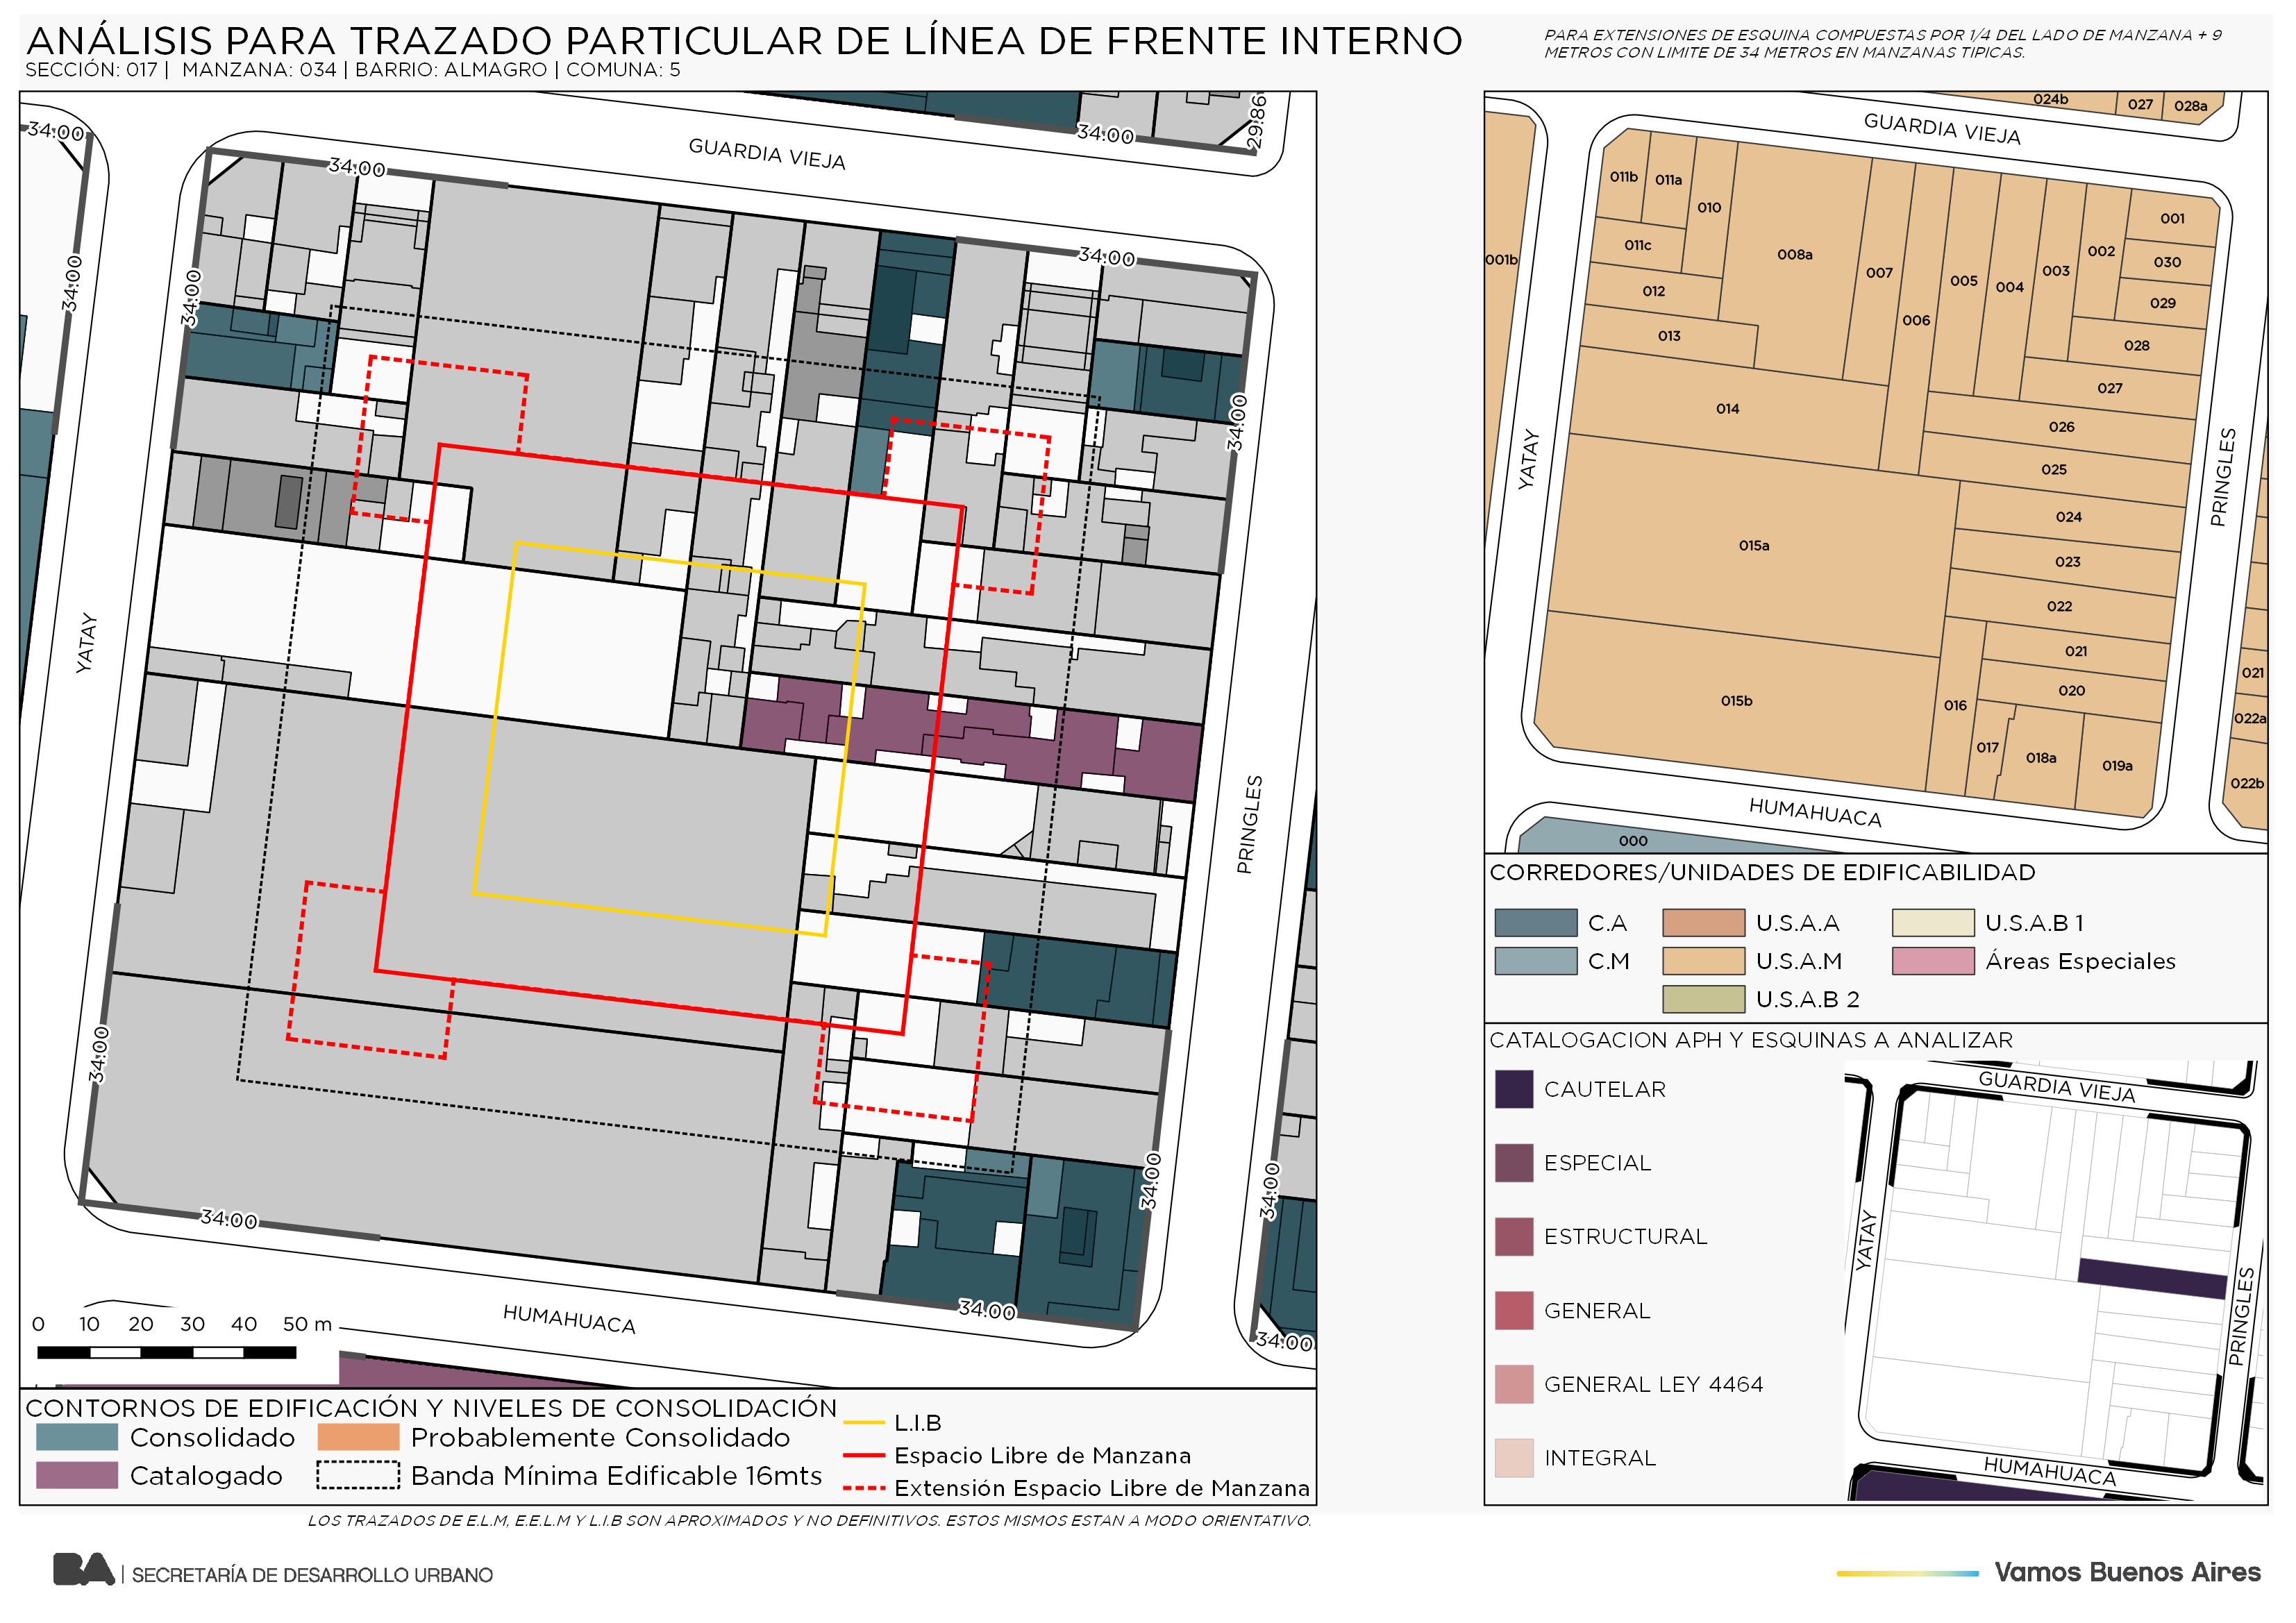 ANÁLISIS PARA TRAZADO PARTICULAR DE LÍNEA DE FRENTE INTERNO
SECCIÓN: 017 | MANZANA: 034 | BARRIO: ALMAGRO | COMUNA: 5
PARA EXTENSIONES DE ESQUINA COMPUESTAS POR 1/4 DEL LADO DE MANZANA + 9
METROS CON LIMITE DE 34 METROS EN MANZANAS TIPICAS.
34.00
34.00
29.86
34.00
GUARDIA VIEJA
34.00
34.00
34.00
34.00
YATAY
PRINGLES
34.00
34.00
34.00
34.00
34.00
34.00
HUMAHUACA
0 10 20 30 40 50 m
024b
027
028a
GUARDIA VIEJA
001b
011b
011a
010
011c
012
013
008a
007
006
005
004
003
002
001
030
029
028
027
026
025
014
015a
024
023
022
021
020
015b
016
017
018a
019a
YATAY
PRINGLES
021
022a
022b
HUMAHUACA
000
CORREDORES/UNIDADES DE EDIFICABILIDAD
C.A
U.S.A.A
U.S.A.B 1
C.M
U.S.A.M
Áreas Especiales
U.S.A.B 2
CATALOGACION APH Y ESQUINAS A ANALIZAR
CAUTELAR
ESPECIAL
ESTRUCTURAL
GENERAL
GENERAL LEY 4464
INTEGRAL
GUARDIA VIEJA
YATAY
PRINGLES
HUMAHUACA
CONTORNOS DE EDIFICACIÓN Y NIVELES DE CONSOLIDACIÓN
Consolidado
Probablemente Consolidado
Catalogado
Banda Mínima Edificable 16mts
L.I.B
Espacio Libre de Manzana
Extensión Espacio Libre de Manzana
LOS TRAZADOS DE E.L.M, E.E.L.M Y L.I.B SON APROXIMADOS Y NO DEFINITIVOS. ESTOS MISMOS ESTAN A MODO ORIENTATIVO.
BA | SECRETARÍA DE DESARROLLO URBANO
Vamos Buenos Aires